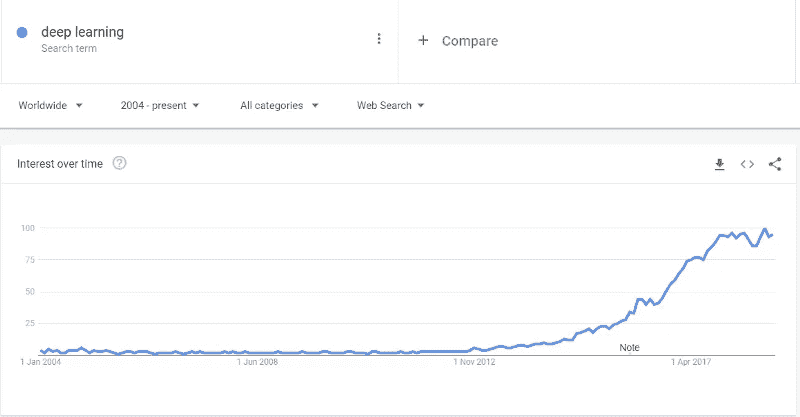 deep learning
Search term
+ Compare
Worldwide
2004 - present
All categories
Web Search
Interest over time ?
100
75
50
25
Note
1 Jan 2004
1 Jun 2008
1 Nov 2012
1 Apr 2017